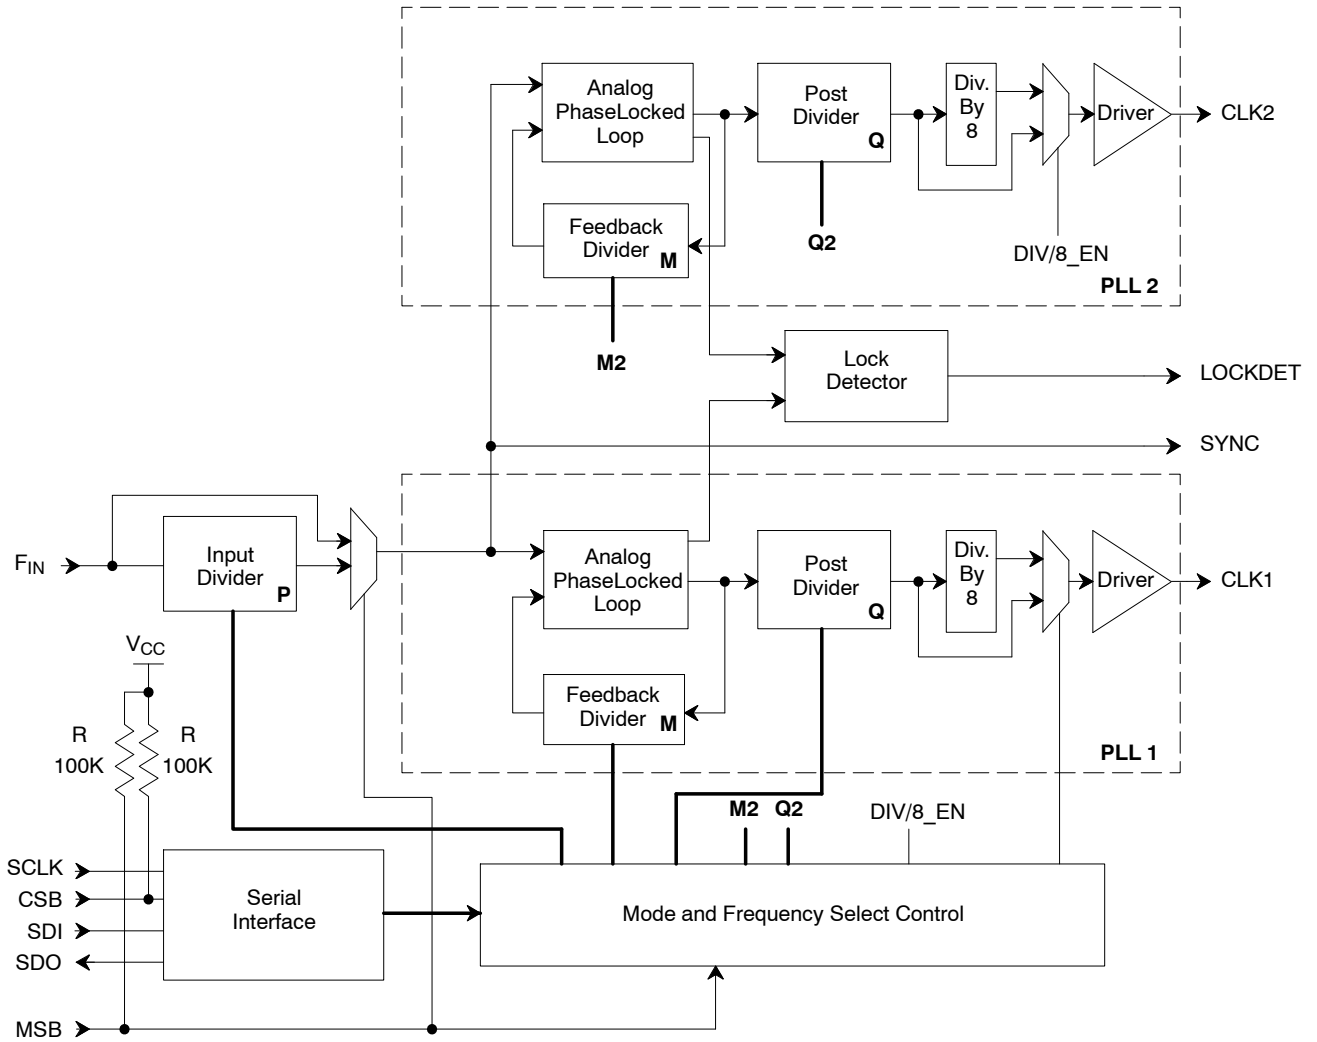 Analog
PhaseLocked
Loop
Post
Divider
Q
Div.
By
8
Driver
CLK2
Feedback
Divider
M
Q2
DIV/8_EN
PLL 2
M2
Lock
Detector
LOCKDET
SYNC
FIN
Input
Divider
P
Analog
PhaseLocked
Loop
Post
Divider
Q
Div.
By
8
Driver
CLK1
VCC
R
100K
R
100K
Feedback
Divider
M
PLL 1
M2
Q2
DIV/8_EN
SCLK
CSB
SDI
SDO
Serial
Interface
Mode and Frequency Select Control
MSB